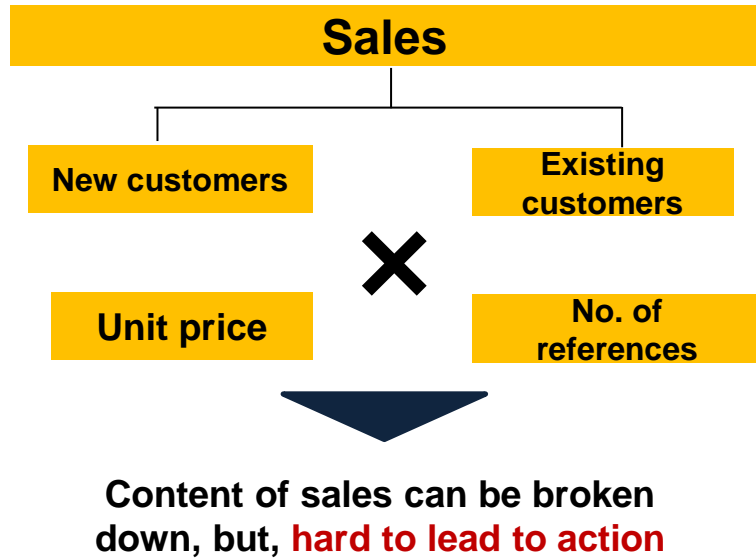 Sales
New customers
Existing
customers
Unit price
No. of
references
Content of sales can be broken
down, but, hard to lead to action